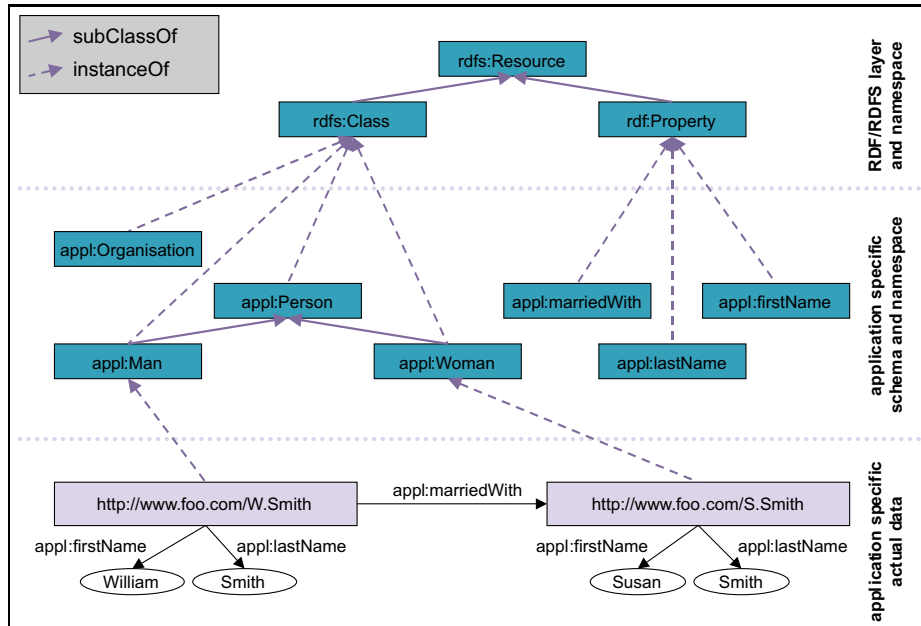 subClassOf
instanceOf
rdfs:Resource
rdfs:Class
rdf:Property
RDF/RDFS layer
and namespace
appl:Organisation
appl:Person
appl:marriedWith
appl:firstName
appl:Man
appl:Woman
appl:lastName
application specific
schema and namespace
http://www.foo.com/W.Smith
appl:marriedWith
http://www.foo.com/S.Smith
appl:firstName
appl:lastName
appl:firstName
appl:lastName
William
Smith
Susan
Smith
application specific
actual data